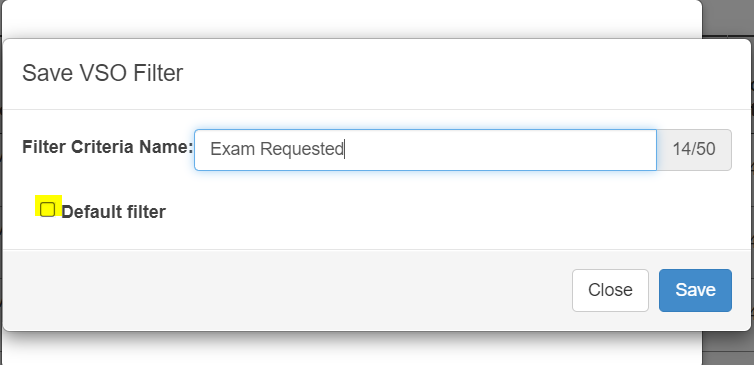 Save VSO Filter
Filter Criteria Name: Exam Requested 14/50
Default filter
Close Save